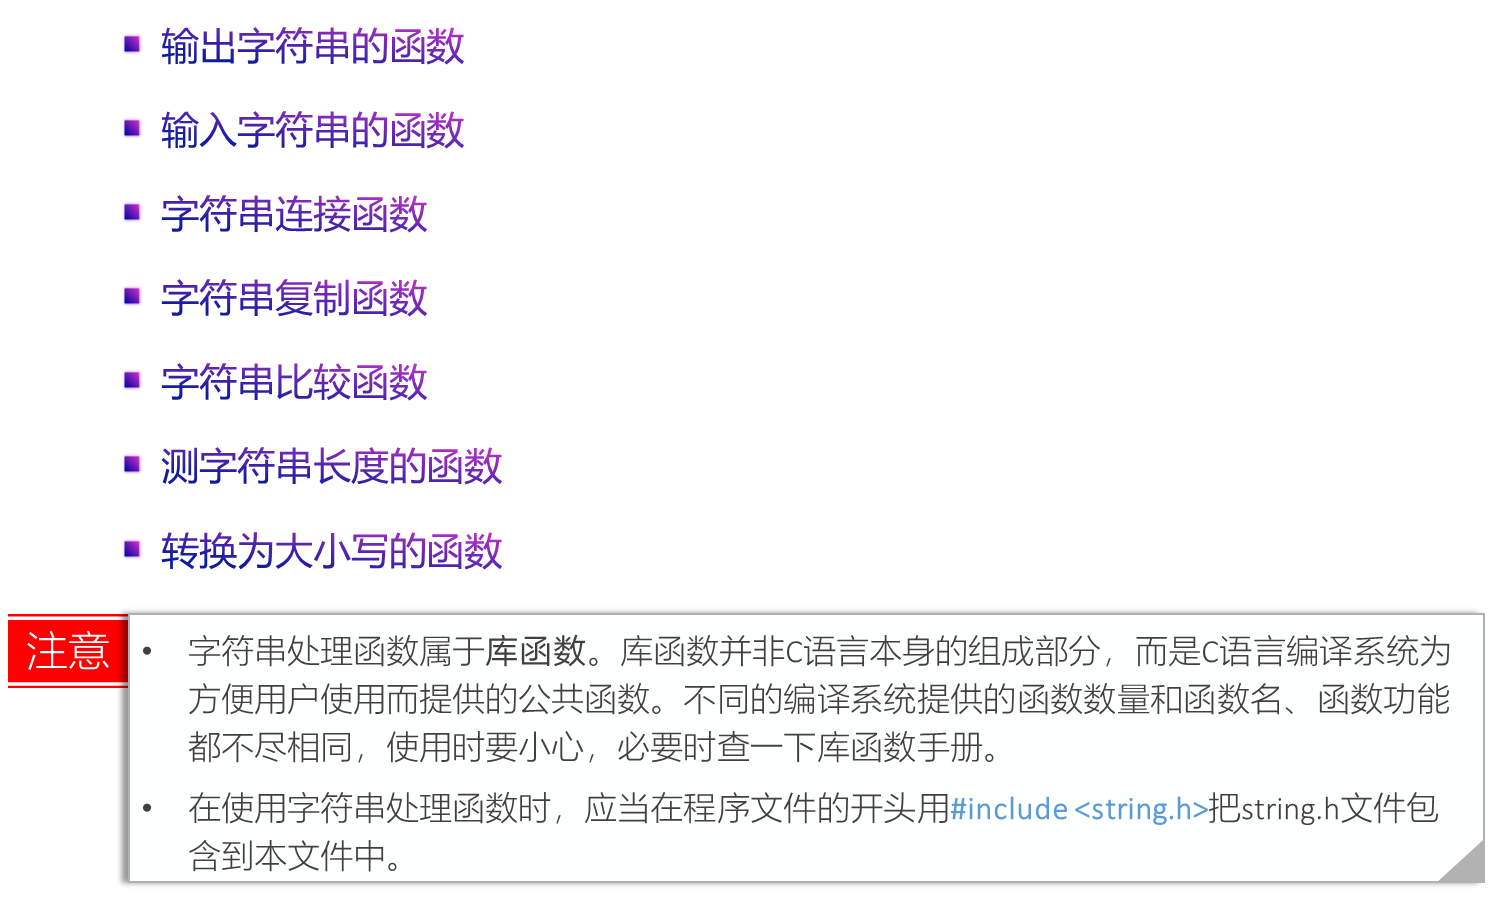 输出字符串的函数
输入字符串的函数
字符串连接函数
字符串复制函数
字符串比较函数
测字符串长度的函数
转换为大小写的函数
注意
• 字符串处理函数属于库函数。库函数并非C语言本身的组成部分，而是C语言编译系统为
方便用户使用而提供的公共函数。不同的编译系统提供的函数数量和函数名、函数功能
都不尽相同，使用时要小心，必要时查一下库函数手册。
• 在使用字符串处理函数时，应当在程序文件的开头用#include <string.h>把string.h文件包
含到本文件中。